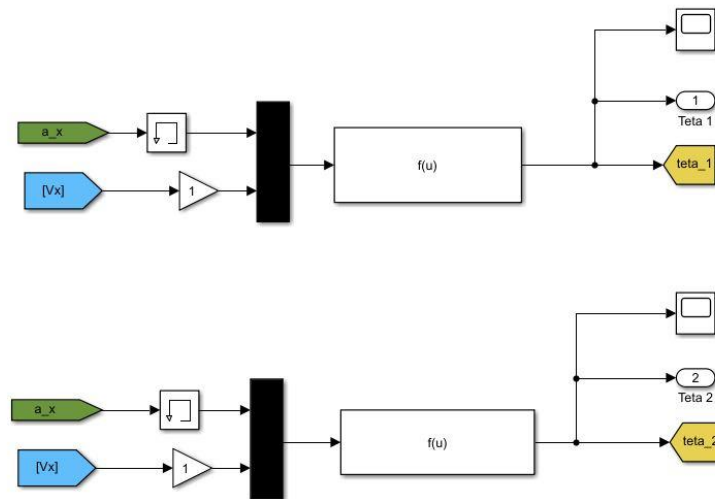 1
Teta 1
a_x
f(u)
teta_1
[Vx]
1
2
Teta 2
a_x
f(u)
teta_2
[Vx]
1